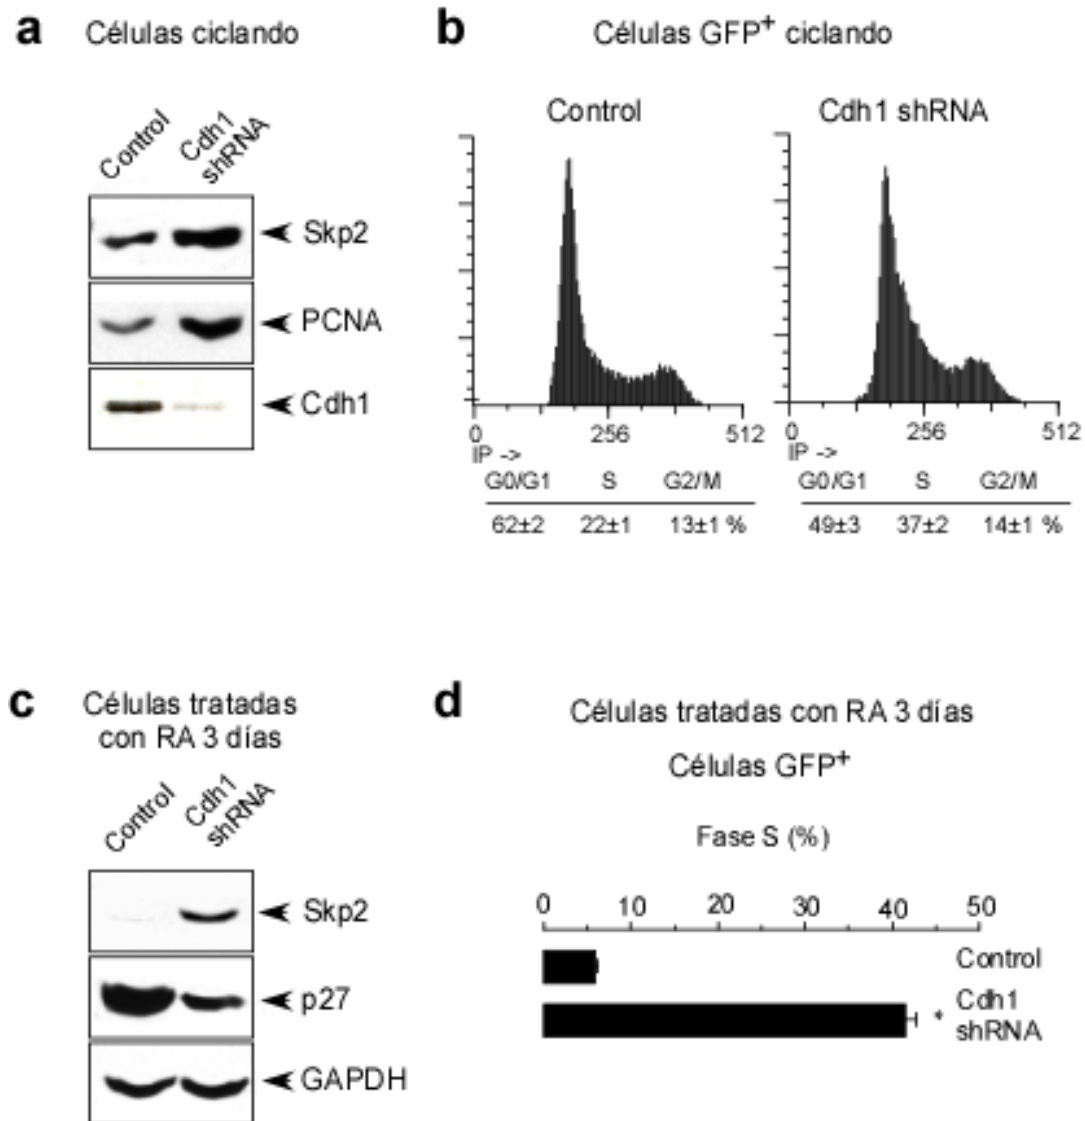 a Células ciclando
Control
Cdh1
shRNA
Skp2
PCNA
Cdh1
b Células GFP+ ciclando
Control
0 256 512
IP ->
G0/G1 S G2/M
62±2 22±1 13±1 %
Cdh1 shRNA
0 256 512
IP ->
G0/G1 S G2/M
49±3 37±2 14±1 %
c Células tratadas
con RA 3 días
Control
Cdh1
shRNA
Skp2
p27
GAPDH
d Células tratadas con RA 3 días
Células GFP+
Fase S (%)
0 10 20 30 40 50
Control
* Cdh1
shRNA